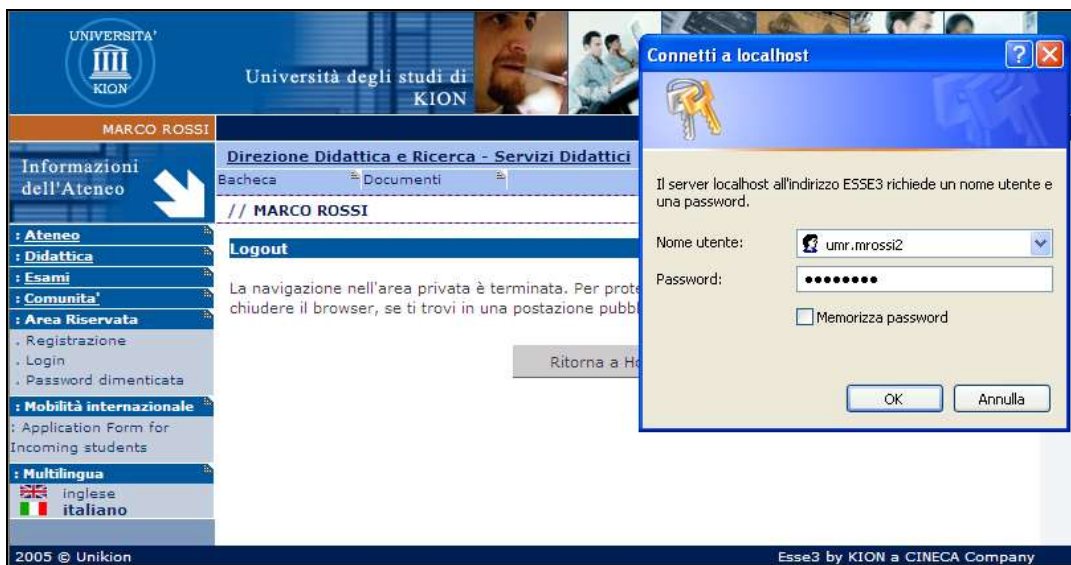 UNIVERSITA'
KION
Università degli studi di
KION
MARCO ROSSI
Informazioni
dell'Ateneo
Direzione Didattica e Ricerca - Servizi Didattici
Bacheca Documenti
// MARCO ROSSI
: Ateneo
: Didattica
: Esami
: Comunita'
: Area Riservata
. Registrazione
. Login
. Password dimenticata
: Mobilità internazionale
: Application Form for
Incoming students
: Multilingua
inglese
italiano
Logout
La navigazione nell'area privata è terminata. Per prote
chiudere il browser, se ti trovi in una postazione pubbl
Ritorna a Ho
Connetti a localhost
Il server localhost all'indirizzo ESSE3 richiede un nome utente e
una password.
Nome utente: umr.mrossi2
Password: ●●●●●●●●
Memorizza password
OK Annulla
2005 © Unikion Esse3 by KION a CINECA Company